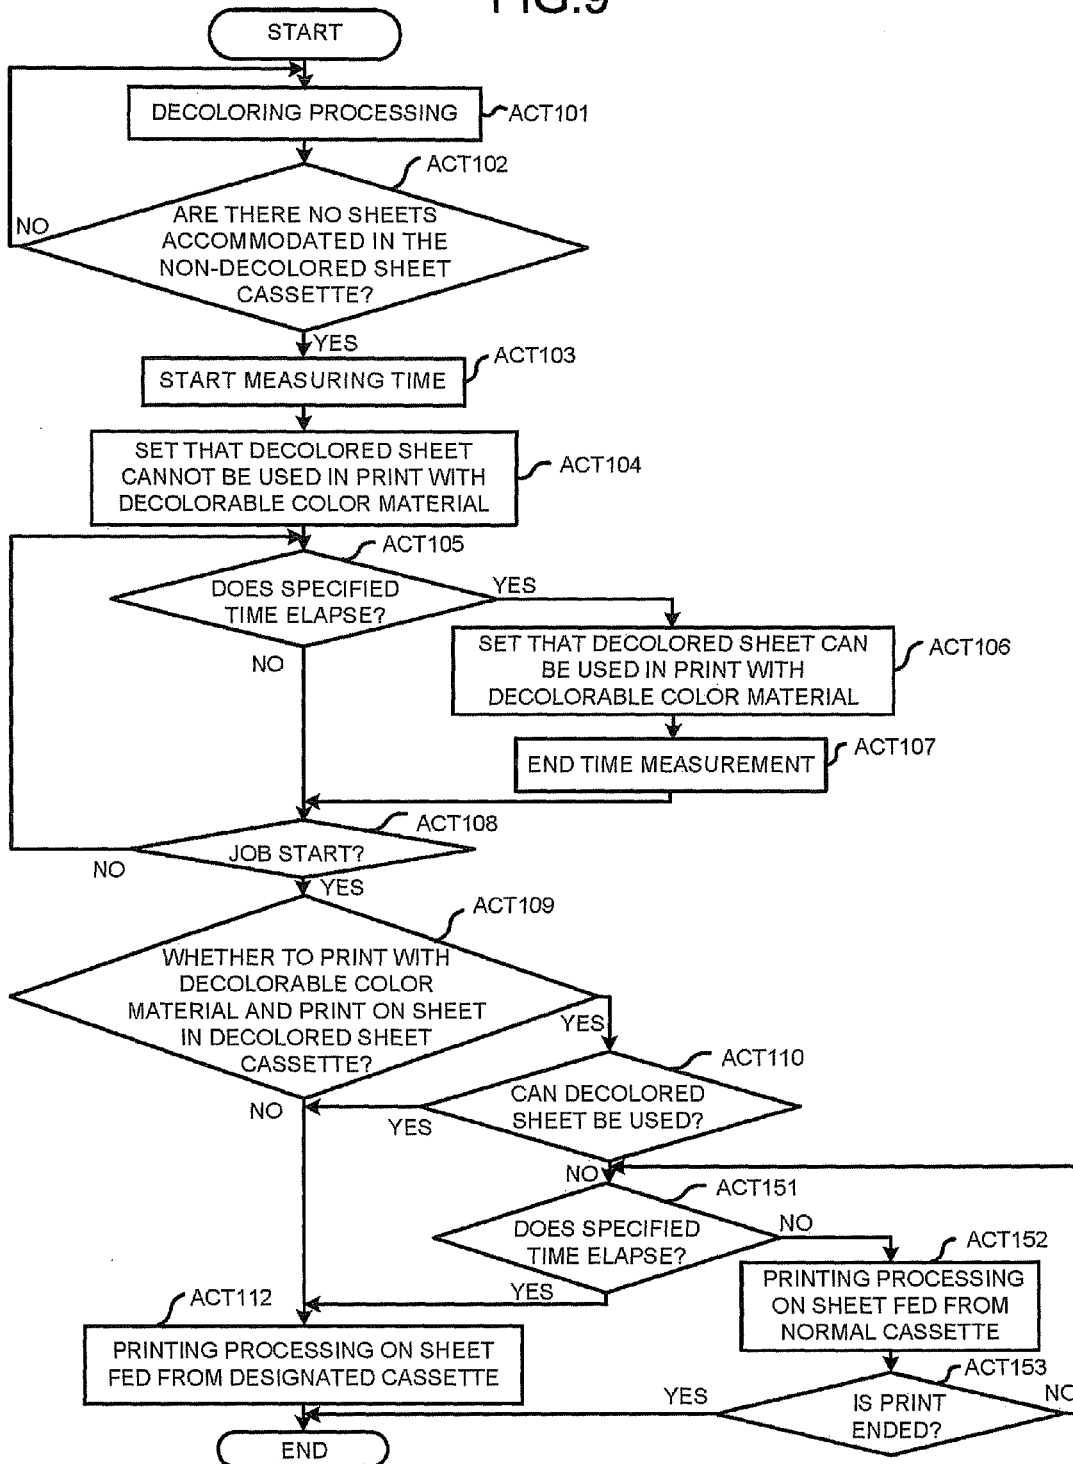 FIG.9
START
DECOLORING PROCESSING
ACT101
ACT102
ARE THERE NO SHEETS
ACCOMMODATED IN THE
NON-DECOLORED SHEET
CASSETTE?
NO
YES
ACT103
START MEASURING TIME
SET THAT DECOLORED SHEET
CANNOT BE USED IN PRINT WITH
DECOLORABLE COLOR MATERIAL
ACT104
ACT105
DOES SPECIFIED
TIME ELAPSE?
YES
NO
SET THAT DECOLORED SHEET CAN
BE USED IN PRINT WITH
DECOLORABLE COLOR MATERIAL
ACT106
ACT107
END TIME MEASUREMENT
ACT108
JOB START?
NO
YES
ACT109
WHETHER TO PRINT WITH
DECOLORABLE COLOR
MATERIAL AND PRINT ON SHEET
IN DECOLORED SHEET
CASSETTE?
YES
NO
ACT110
CAN DECOLORED
SHEET BE USED?
YES
NO
ACT151
DOES SPECIFIED
TIME ELAPSE?
NO
YES
ACT152
PRINTING PROCESSING
ON SHEET FED FROM
NORMAL CASSETTE
ACT112
PRINTING PROCESSING ON SHEET
FED FROM DESIGNATED CASSETTE
ACT153
IS PRINT
ENDED?
YES
NO
END